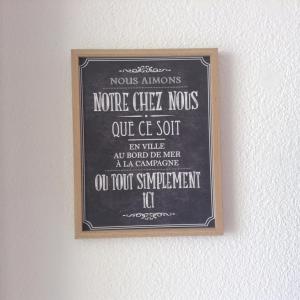 NOUS AIMONS
NOTRE CHEZ NOUS
QUE CE SOIT
EN VILLE
AU BORD DE MER
À LA CAMPAGNE
OU TOUT SIMPLEMENT
ICI